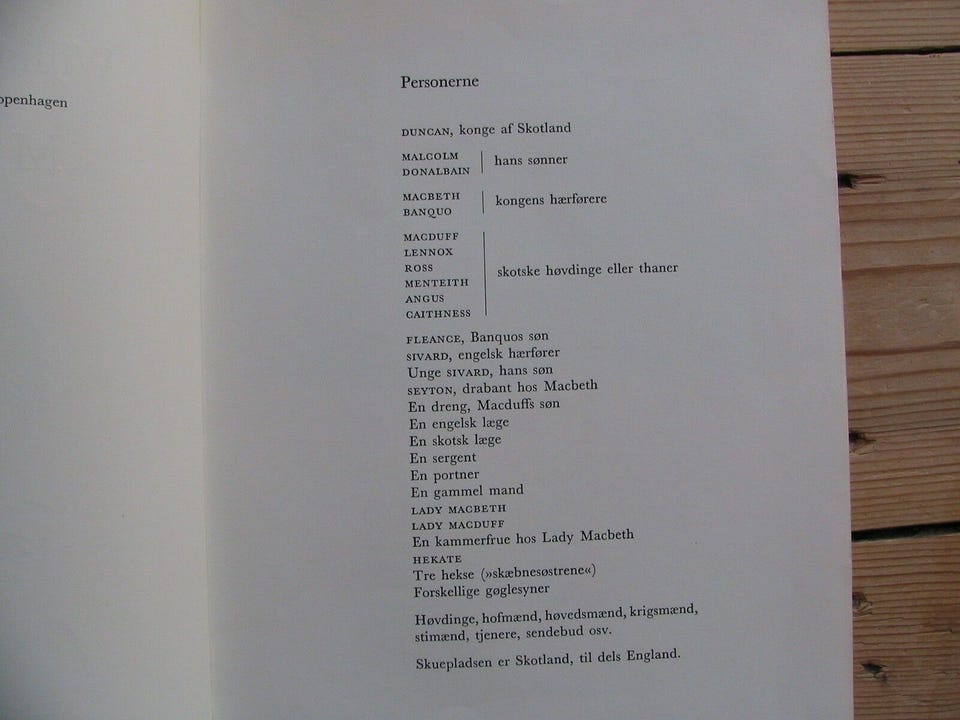 openhagen
Personerne
DUNCAN, konge af Skotland
MALCOLM
DONALBAIN
hans sønner
MACBETH
BANQUO
kongens hærførere
MACDUFF
LENNOX
ROSS
MENTEITH
ANGUS
CAITHNESS
skotske høvdinge eller thaner
FLEANCE, Banquos søn
SIVARD, engelsk hærfører
Unge SIVARD, hans søn
SEYTON, drabant hos Macbeth
En dreng, Macduffs søn
En engelsk læge
En skotsk læge
En sergent
En portner
En gammel mand
LADY MACBETH
LADY MACDUFF
En kammerfrue hos Lady Macbeth
HEKATE
Tre hekse (»skæbnesøstrene«)
Forskellige gøglesyner
Høvdinge, hofmænd, høvedsmænd, krigsmænd,
stimænd, tjenere, sendebud osv.
Skuepladsen er Skotland, til dels England.